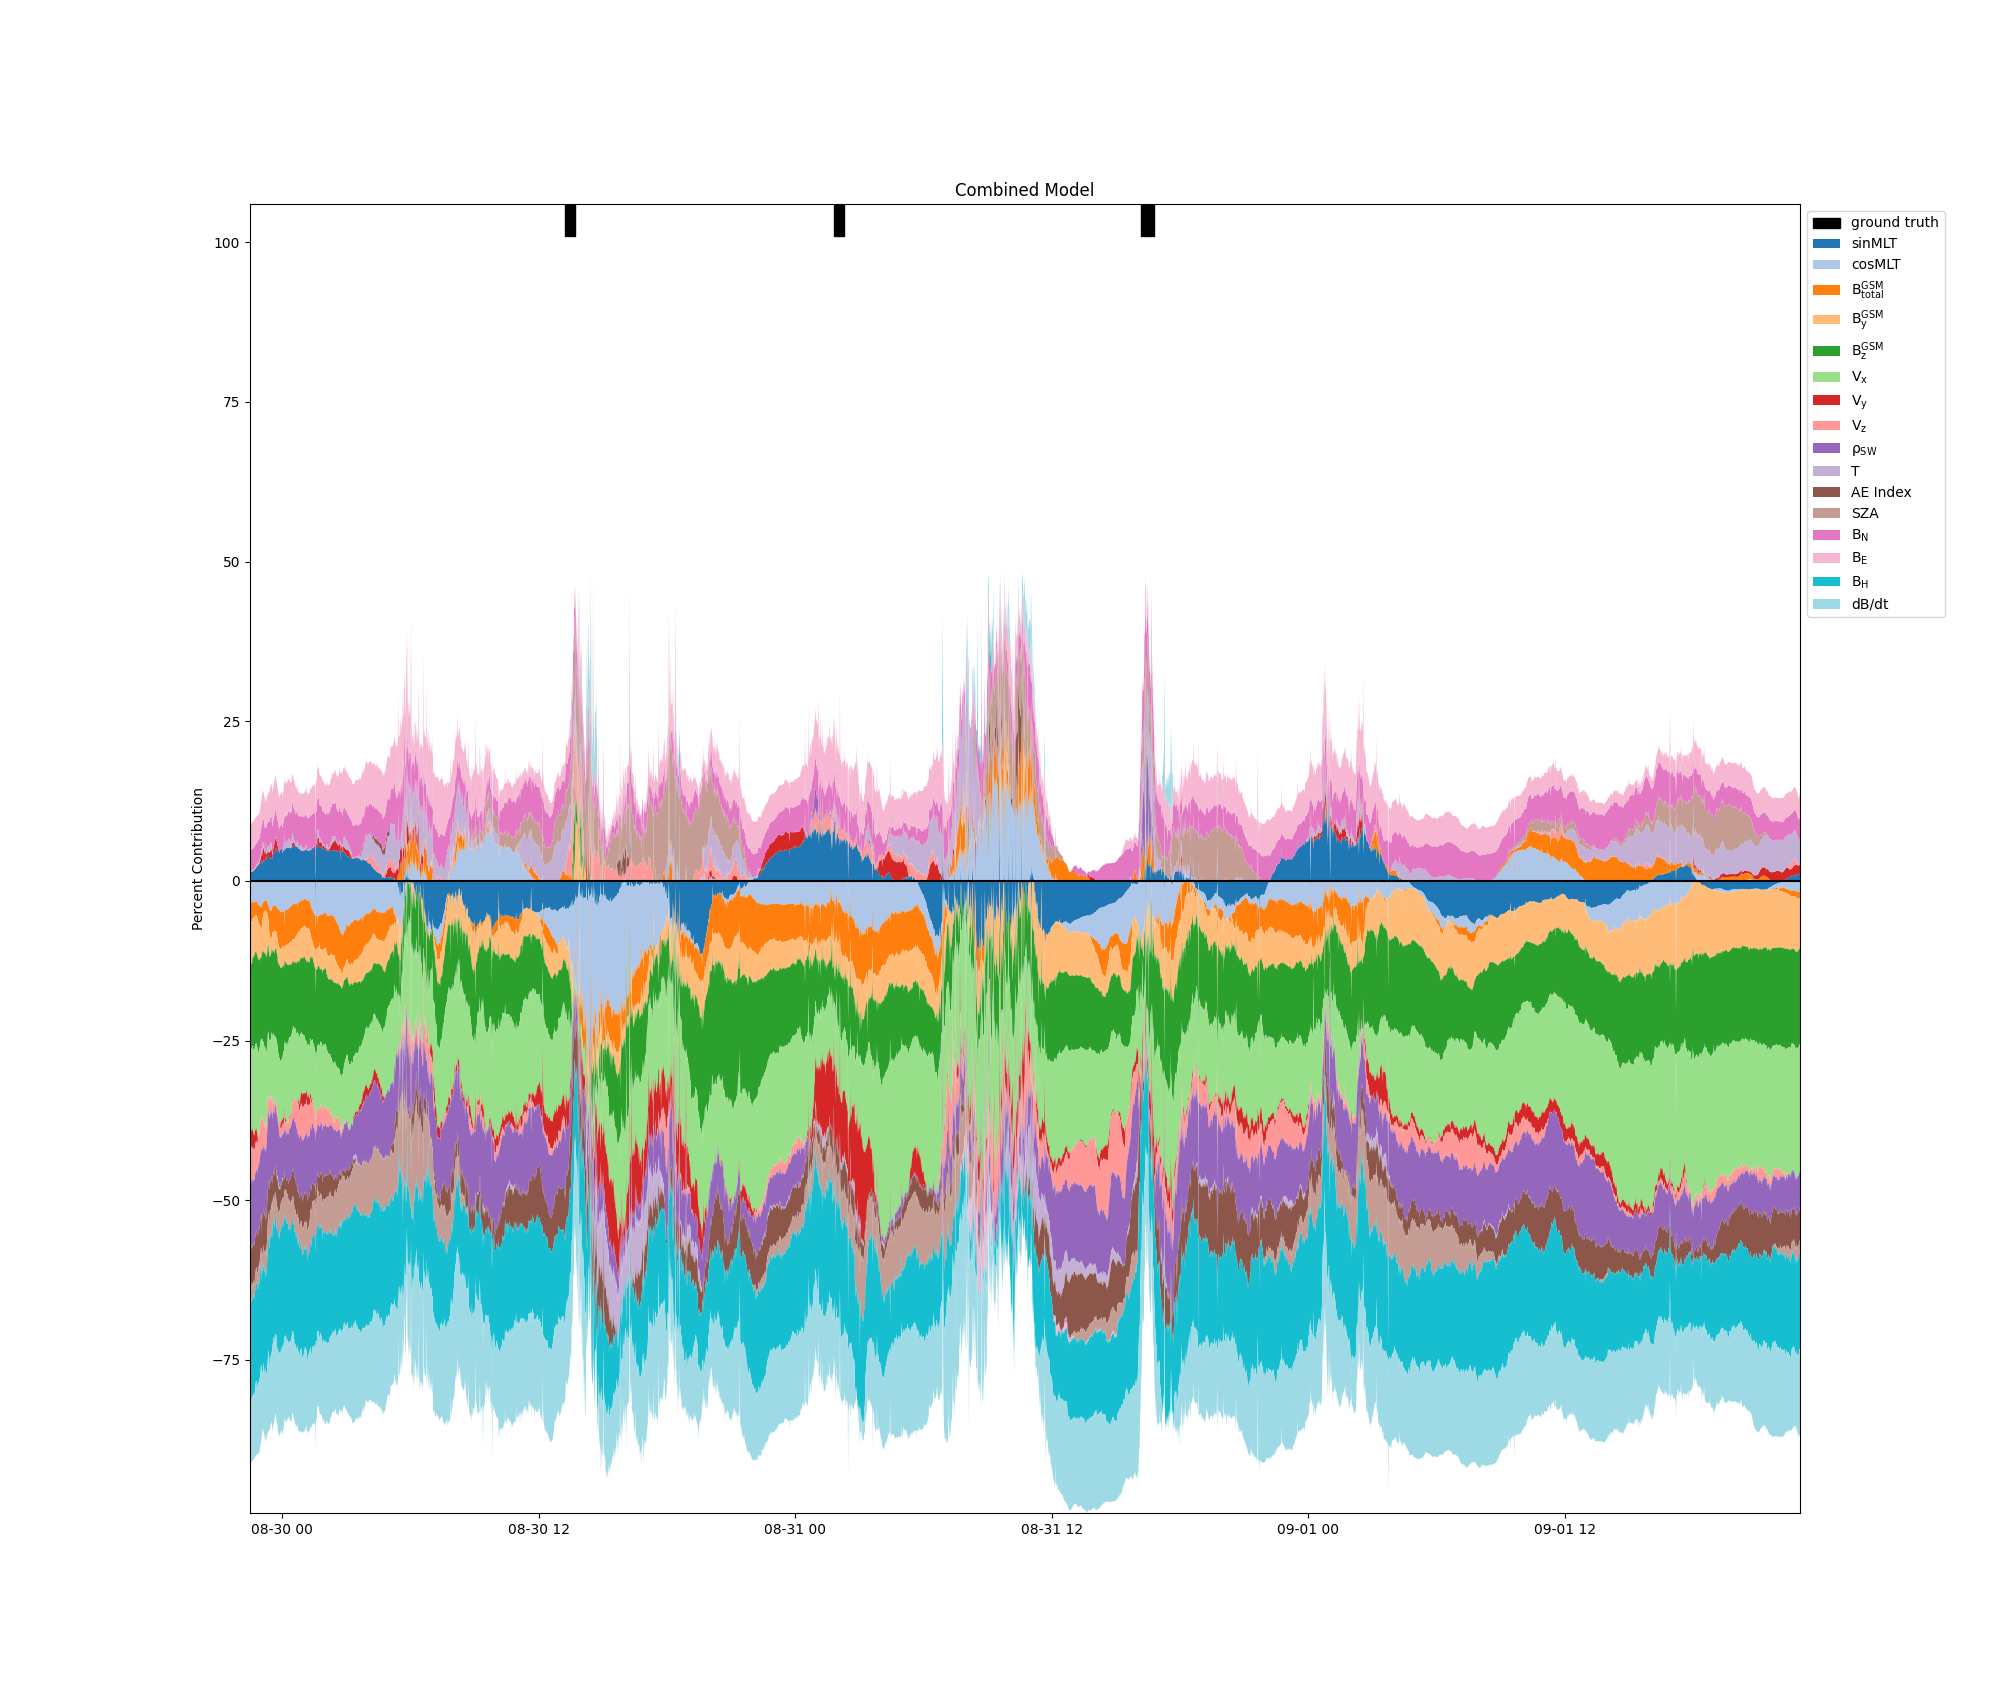 Combined Model
100
75
50
25
0
−25
−50
−75
Percent Contribution
08-30 00
08-30 12
08-31 00
08-31 12
09-01 00
09-01 12
ground truth
sinMLT
cosMLT
B_total^GSM
B_y^GSM
B_z^GSM
V_x
V_y
V_z
ρ_SW
T
AE Index
SZA
B_N
B_E
B_H
dB/dt